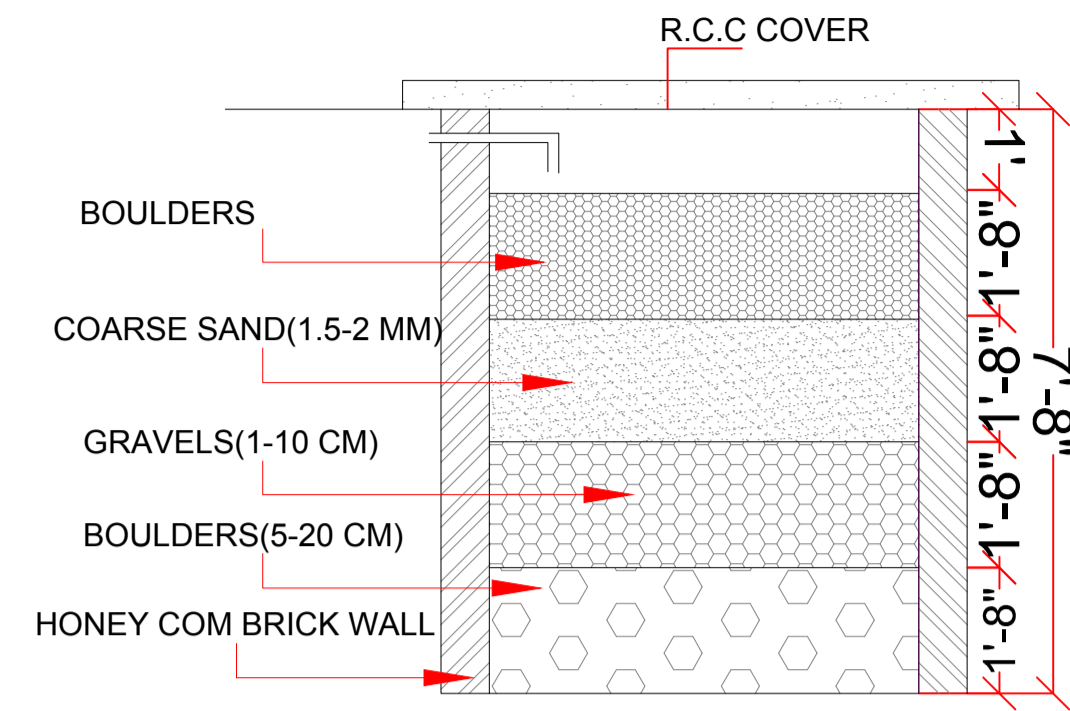 R.C.C COVER
BOULDERS
COARSE SAND(1.5-2 MM)
GRAVELS(1-10 CM)
BOULDERS(5-20 CM)
HONEY COM BRICK WALL
1'
1'-8"
1'-8"
1'-8"
1'-8"
7'-8"